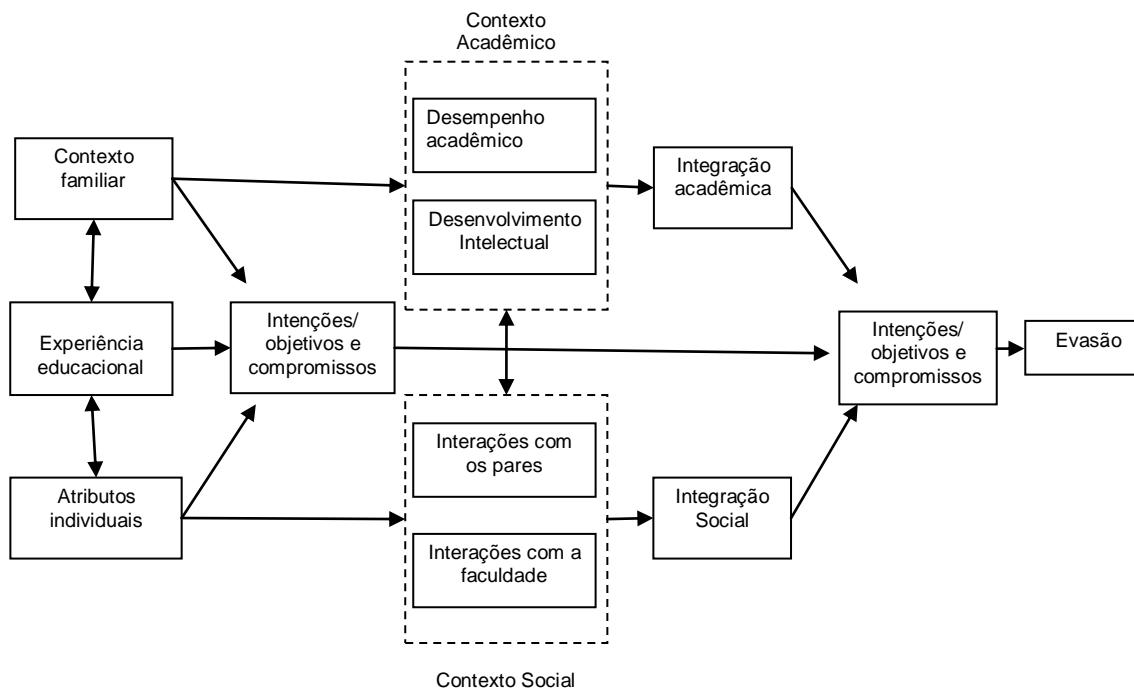 Contexto
Acadêmico
Desempenho
acadêmico
Desenvolvimento
Intelectual
Contexto
familiar
Experiência
educacional
Atributos
individuais
Intenções/
objetivos e
compromissos
Interações com
os pares
Interações com a
faculdade
Contexto Social
Integração
acadêmica
Integração
Social
Intenções/
objetivos e
compromissos
Evasão